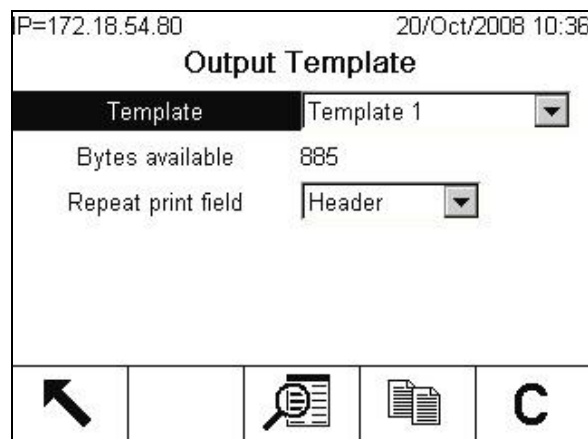 IP=172.18.54.80 20/Oct/2008 10:36
Output Template
Template Template 1
Bytes available 885
Repeat print field Header
C